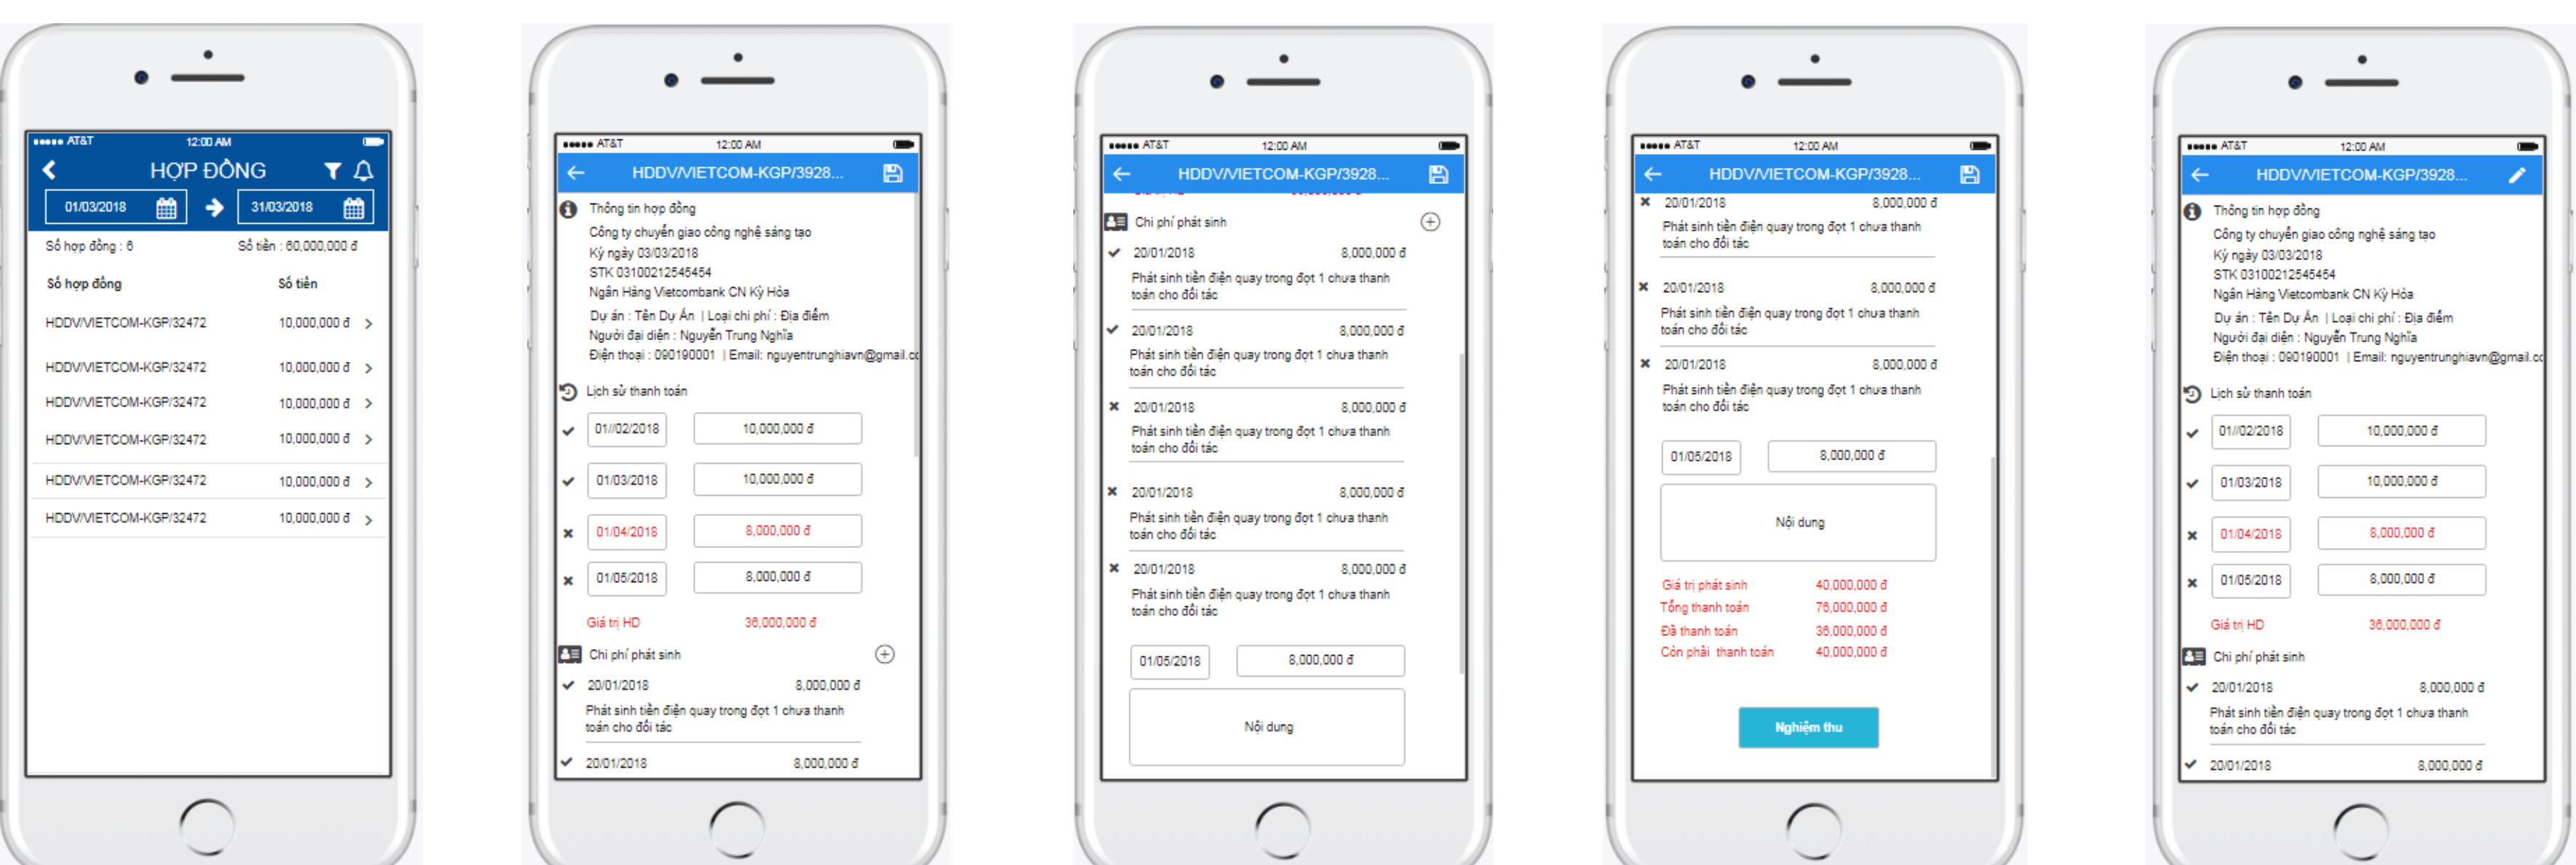 AT&T 12:00 AM
HỢP ĐỒNG
01/03/2018 31/03/2018
Số hợp đồng : 6 Số tiền : 60,000,000 đ
Số hợp đồng Số tiền
HDDV/VIETCOM-KGP/32472 10,000,000 đ
HDDV/VIETCOM-KGP/32472 10,000,000 đ
HDDV/VIETCOM-KGP/32472 10,000,000 đ
HDDV/VIETCOM-KGP/32472 10,000,000 đ
HDDV/VIETCOM-KGP/32472 10,000,000 đ
HDDV/VIETCOM-KGP/32472 10,000,000 đ
AT&T 12:00 AM
HDDV/VIETCOM-KGP/3928...
Thông tin hợp đồng
Công ty chuyển giao công nghệ sáng tạo
Ký ngày 03/03/2018
STK 03100212545454
Ngân Hàng Vietcombank CN Kỳ Hòa
Dự án : Tên Dự Án | Loại chi phí : Địa điểm
Người đại diện : Nguyễn Trung Nghĩa
Điện thoại : 090190001 | Email: nguyentrunghiavn@gmail.co
Lịch sử thanh toán
01//02/2018 10,000,000 đ
01/03/2018 10,000,000 đ
01/04/2018 8,000,000 đ
01/05/2018 8,000,000 đ
Giá trị HD 36,000,000 đ
Chi phí phát sinh
20/01/2018 8,000,000 đ
Phát sinh tiền điện quay trong đợt 1 chưa thanh
toán cho đối tác
20/01/2018 8,000,000 đ
AT&T 12:00 AM
HDDV/VIETCOM-KGP/3928...
Chi phí phát sinh
20/01/2018 8,000,000 đ
Phát sinh tiền điện quay trong đợt 1 chưa thanh
toán cho đối tác
20/01/2018 8,000,000 đ
Phát sinh tiền điện quay trong đợt 1 chưa thanh
toán cho đối tác
20/01/2018 8,000,000 đ
Phát sinh tiền điện quay trong đợt 1 chưa thanh
toán cho đối tác
20/01/2018 8,000,000 đ
Phát sinh tiền điện quay trong đợt 1 chưa thanh
toán cho đối tác
20/01/2018 8,000,000 đ
Phát sinh tiền điện quay trong đợt 1 chưa thanh
toán cho đối tác
01/05/2018 8,000,000 đ
Nội dung
AT&T 12:00 AM
HDDV/VIETCOM-KGP/3928...
20/01/2018 8,000,000 đ
Phát sinh tiền điện quay trong đợt 1 chưa thanh
toán cho đối tác
20/01/2018 8,000,000 đ
Phát sinh tiền điện quay trong đợt 1 chưa thanh
toán cho đối tác
20/01/2018 8,000,000 đ
Phát sinh tiền điện quay trong đợt 1 chưa thanh
toán cho đối tác
01/05/2018 8,000,000 đ
Nội dung
Giá trị phát sinh 40,000,000 đ
Tổng thanh toán 76,000,000 đ
Đã thanh toán 36,000,000 đ
Còn phải thanh toán 40,000,000 đ
Nghiệm thu
AT&T 12:00 AM
HDDV/VIETCOM-KGP/3928...
Thông tin hợp đồng
Công ty chuyển giao công nghệ sáng tạo
Ký ngày 03/03/2018
STK 03100212545454
Ngân Hàng Vietcombank CN Kỳ Hòa
Dự án : Tên Dự Án | Loại chi phí : Địa điểm
Người đại diện : Nguyễn Trung Nghĩa
Điện thoại : 090190001 | Email: nguyentrunghiavn@gmail.cc
Lịch sử thanh toán
01//02/2018 10,000,000 đ
01/03/2018 10,000,000 đ
01/04/2018 8,000,000 đ
01/05/2018 8,000,000 đ
Giá trị HD 36,000,000 đ
Chi phí phát sinh
20/01/2018 8,000,000 đ
Phát sinh tiền điện quay trong đợt 1 chưa thanh
toán cho đối tác
20/01/2018 8,000,000 đ